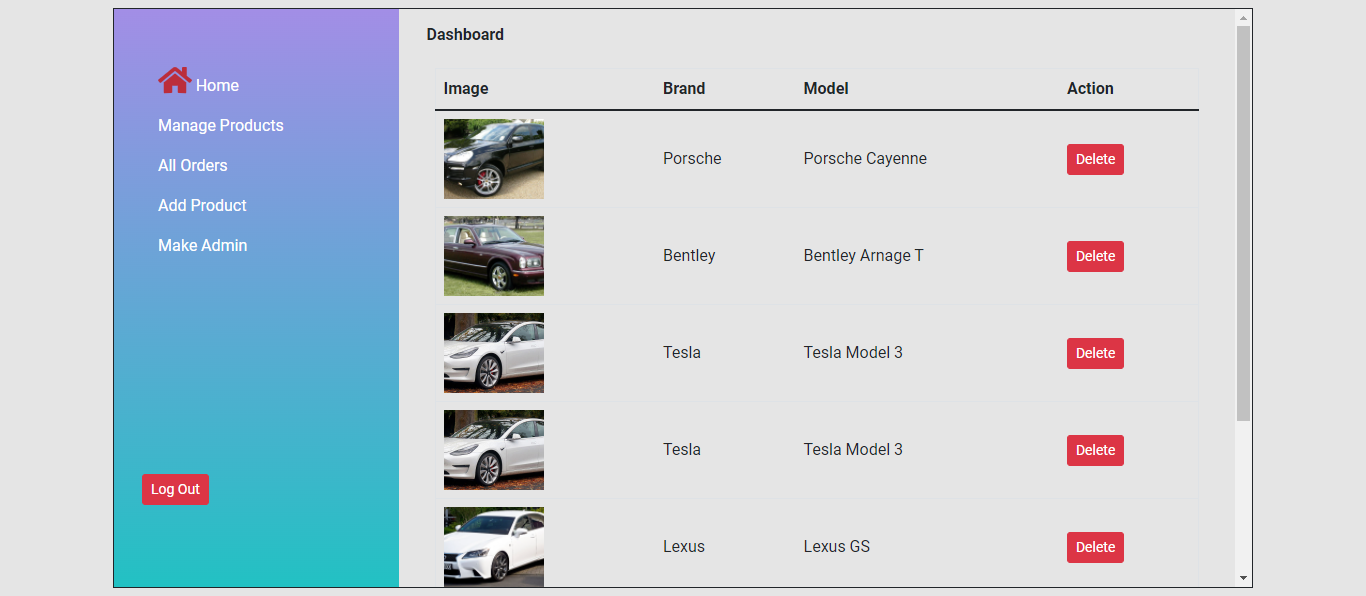 Dashboard
Home
Manage Products
All Orders
Add Product
Make Admin
Log Out
Image Brand Model Action
Porsche Porsche Cayenne Delete
Bentley Bentley Arnage T Delete
Tesla Tesla Model 3 Delete
Tesla Tesla Model 3 Delete
Lexus Lexus GS Delete